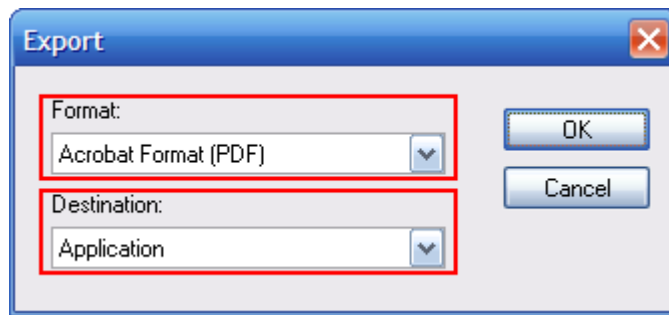 Export
Format:
Acrobat Format (PDF)
OK
Cancel
Destination:
Application